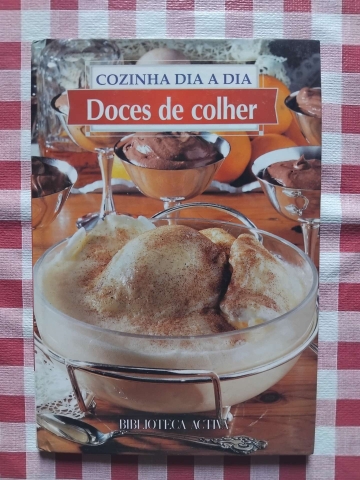 COZINHA DIA A DIA
Doces de colher
BIBLIOTECA ACTIVA